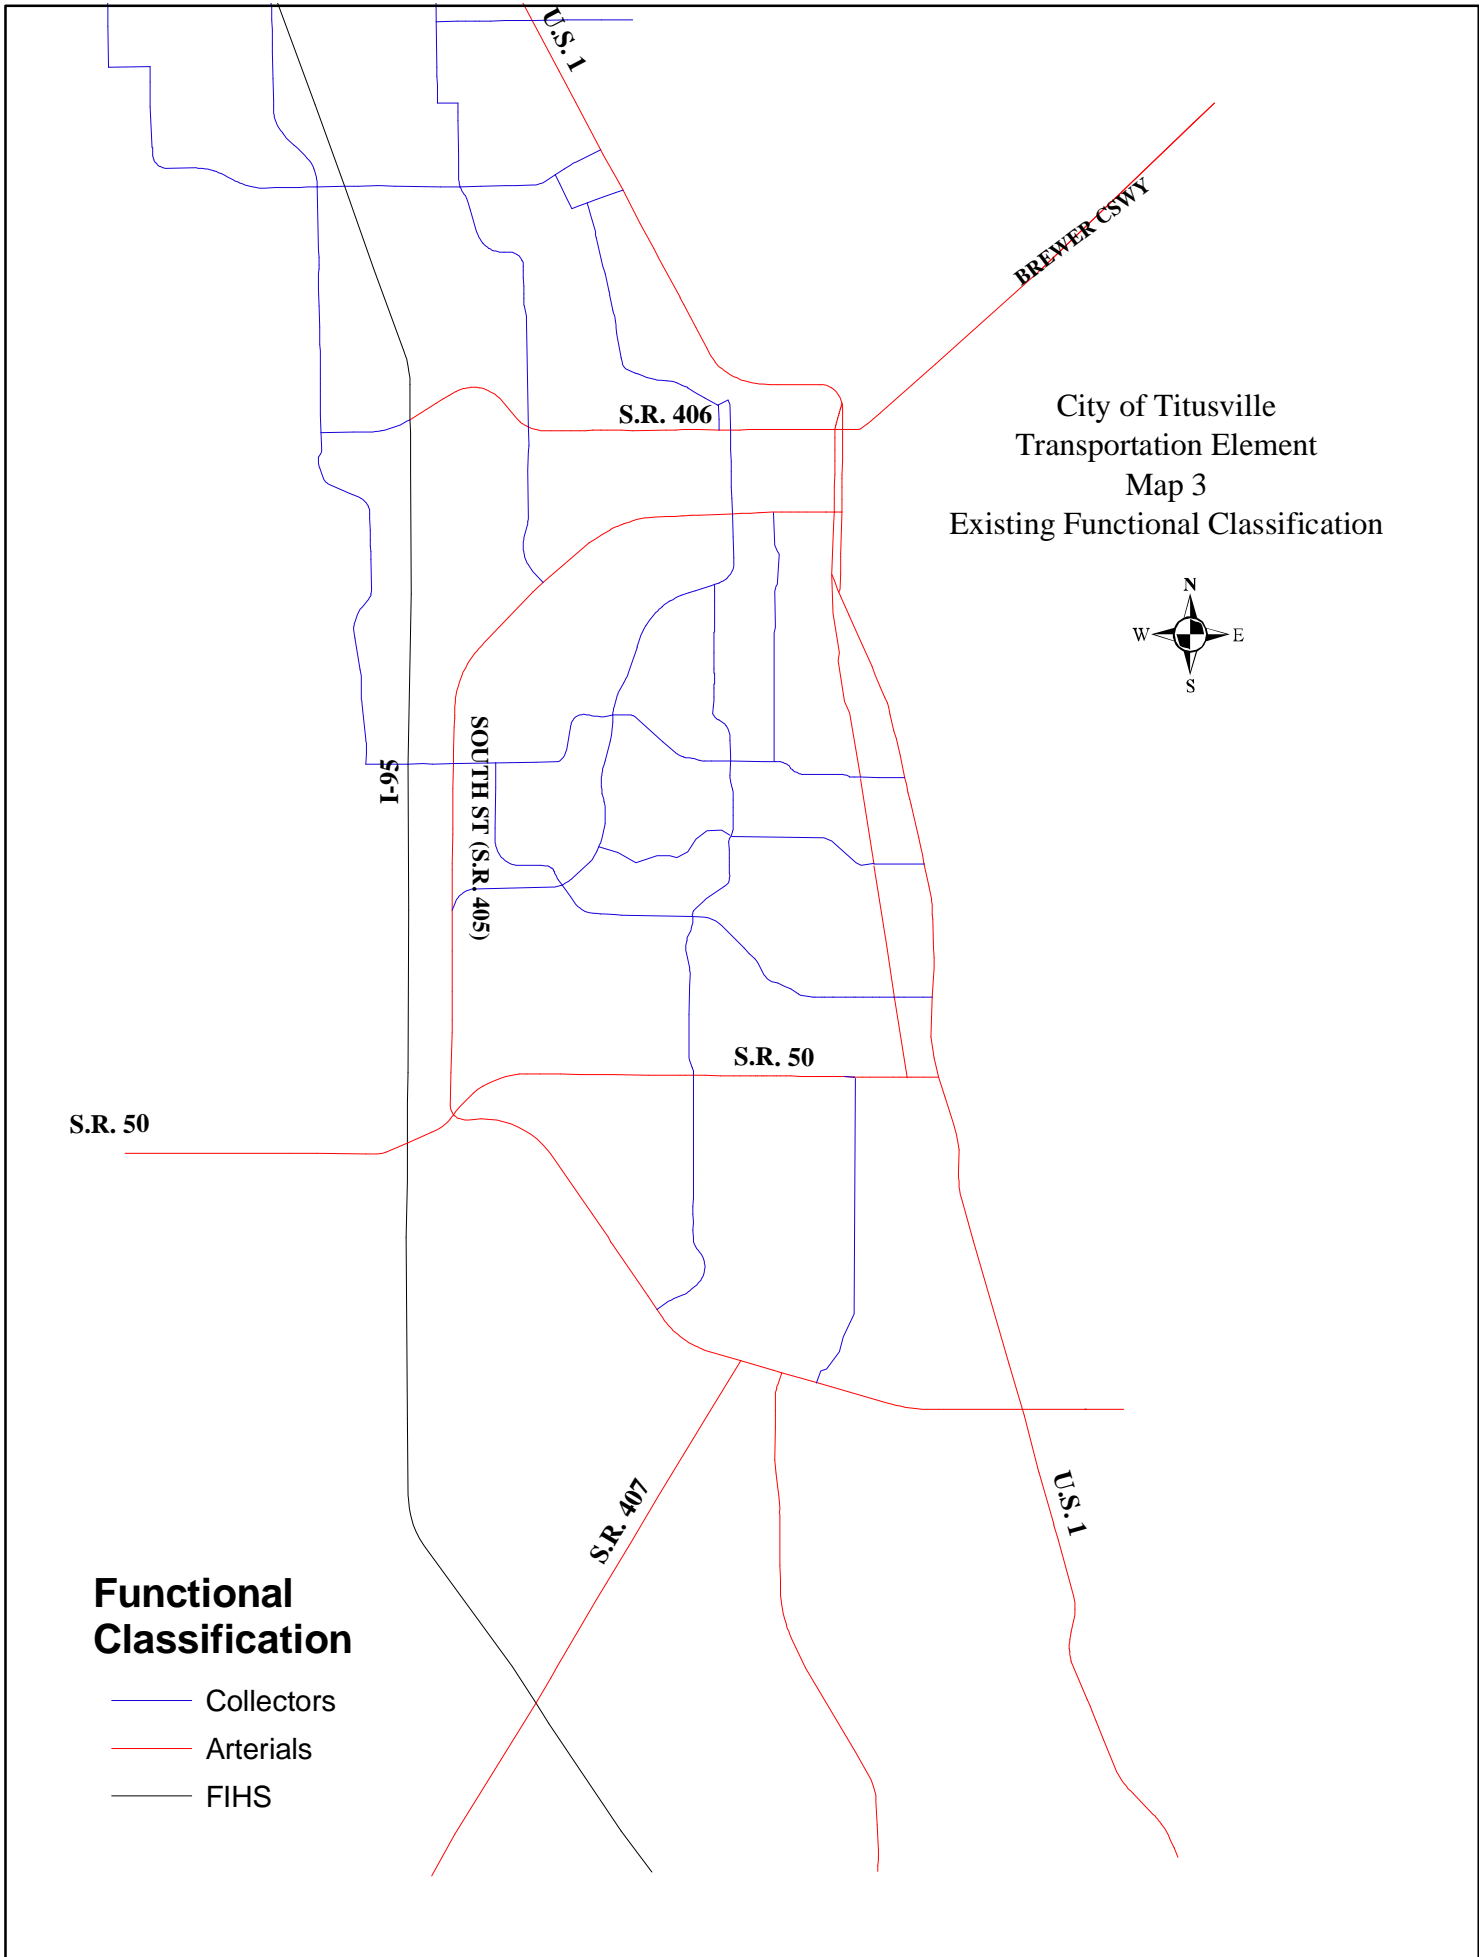 U.S. 1
BREWER CSWY
S.R. 406
City of Titusville
Transportation Element
Map 3
Existing Functional Classification
N
W
E
S
I-95
SOUTH ST (S.R. 405)
S.R. 50
S.R. 50
S.R. 407
U.S. 1
Functional
Classification
Collectors
Arterials
FIHS